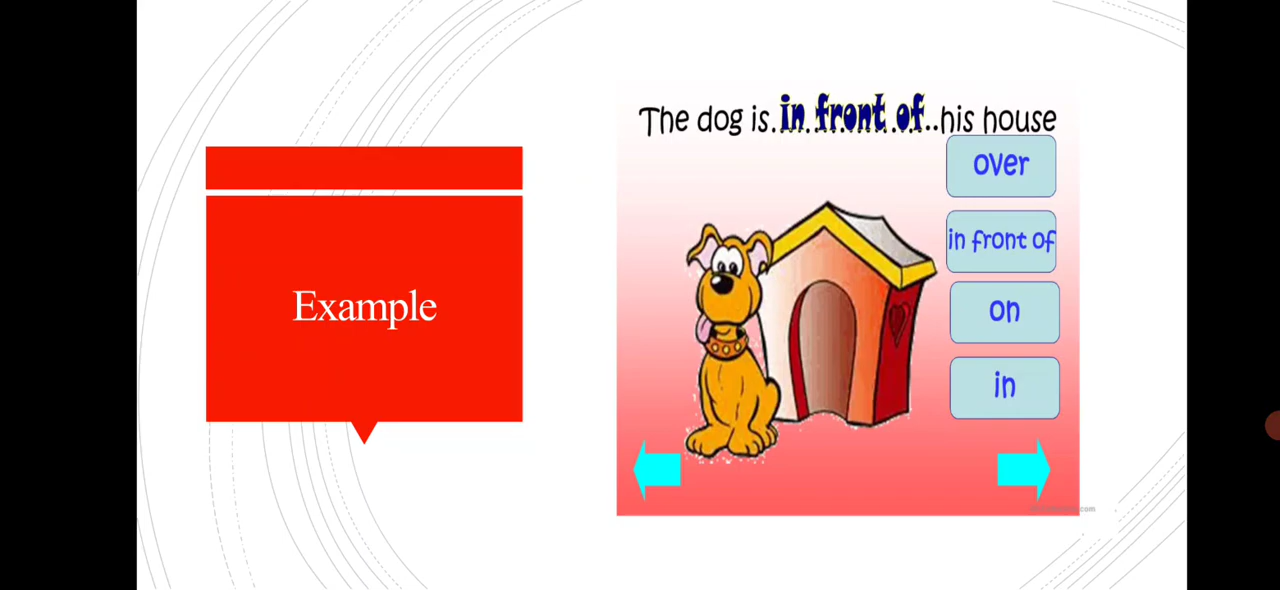 Example
The dog is..in front of..his house
over
in front of
on
in